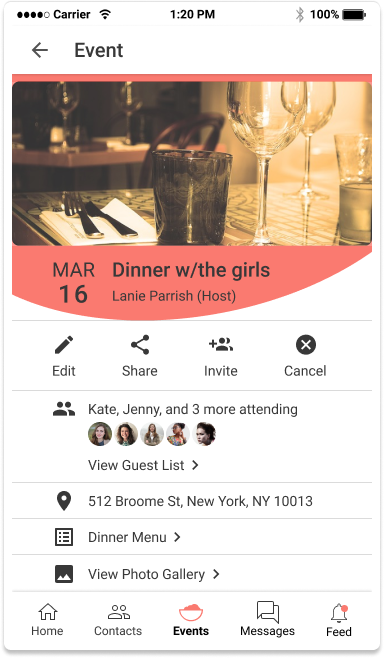 Carrier 1:20 PM 100%
Event
MAR
16
Dinner w/the girls
Lanie Parrish (Host)
Edit Share Invite Cancel
Kate, Jenny, and 3 more attending
View Guest List
512 Broome St, New York, NY 10013
Dinner Menu
View Photo Gallery
Home Contacts Events Messages Feed